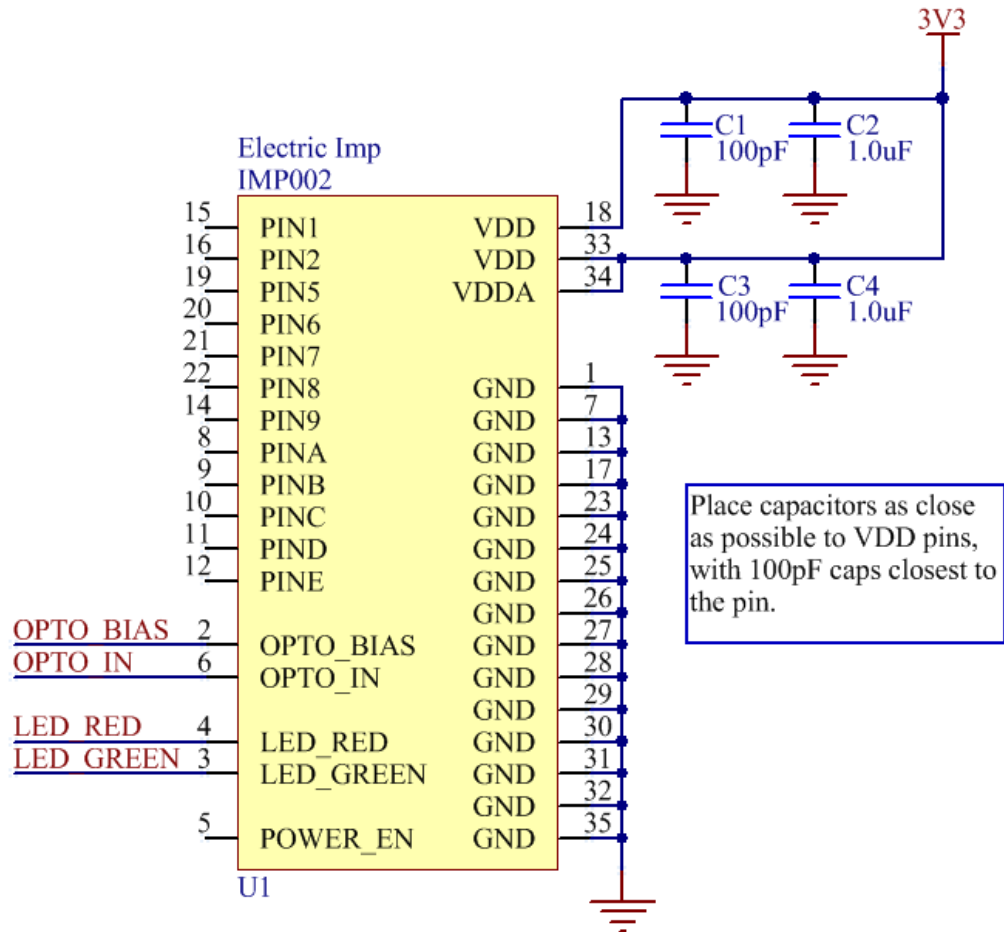 3V3
C1
100pF
C2
1.0uF
Electric Imp
IMP002
15 PIN1 VDD 18
16 PIN2 VDD 33
19 PIN5 VDDA 34
C3
100pF
C4
1.0uF
20 PIN6
21 PIN7
22 PIN8 GND 1
14 PIN9 GND 7
8 PINA GND 13
9 PINB GND 17
10 PINC GND 23
11 PIND GND 24
12 PINE GND 25
GND 26
OPTO_BIAS 2 OPTO_BIAS GND 27
OPTO_IN 6 OPTO_IN GND 28
GND 29
LED_RED 4 LED_RED GND 30
LED_GREEN 3 LED_GREEN GND 31
GND 32
5 POWER_EN GND 35
U1
Place capacitors as close
as possible to VDD pins,
with 100pF caps closest to
the pin.